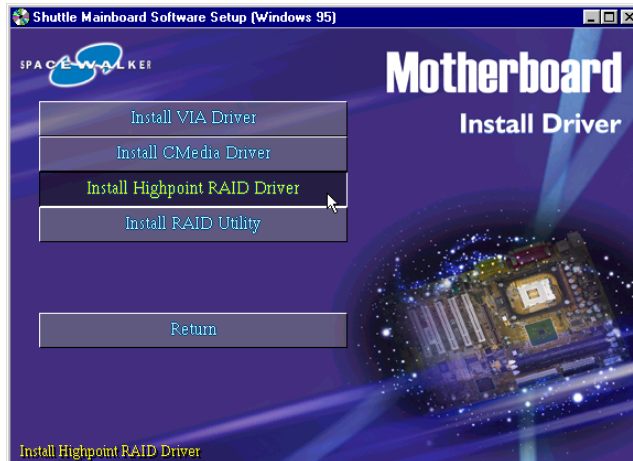 Shuttle Mainboard Software Setup (Windows 95)
SPACEWALKER
Motherboard
Install Driver
Install VIA Driver
Install CMedia Driver
Install Highpoint RAID Driver
Install RAID Utility
Return
Install Highpoint RAID Driver